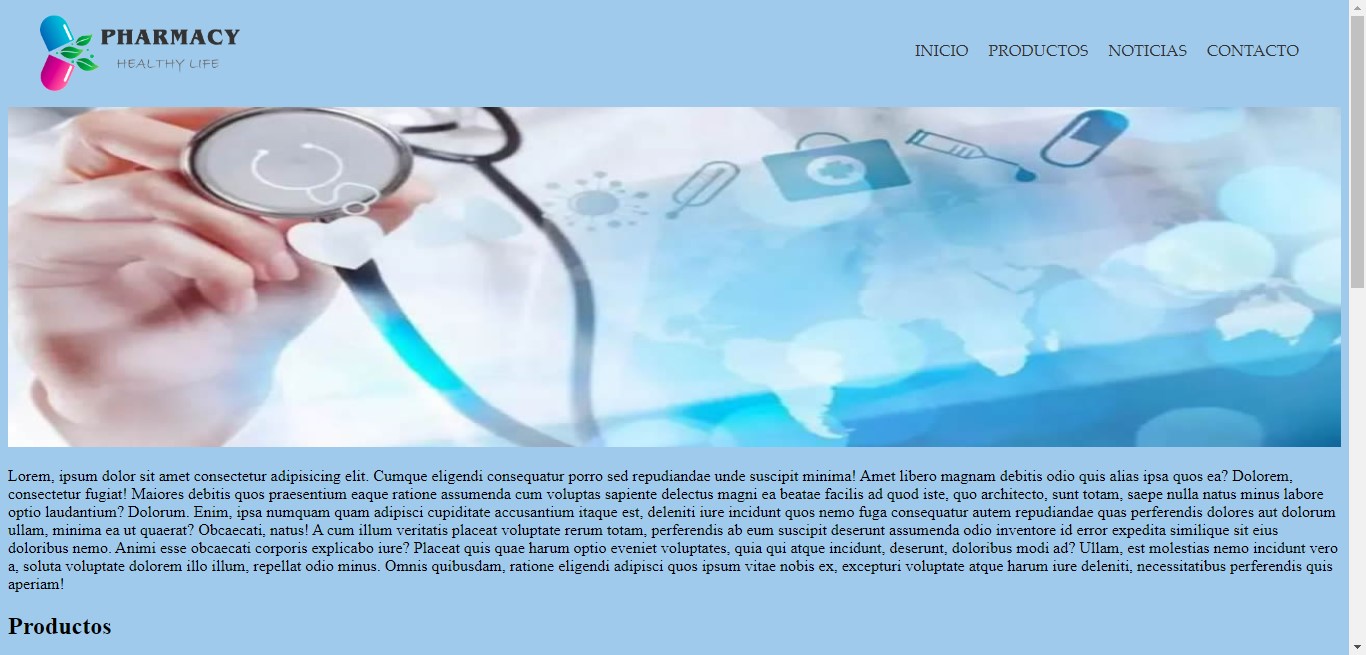 PHARMACY
HEALTHY LIFE
INICIO PRODUCTOS NOTICIAS CONTACTO
Lorem, ipsum dolor sit amet consectetur adipisicing elit. Cumque eligendi consequatur porro sed repudiandae unde suscipit minima! Amet libero magnam debitis odio quis alias ipsa quos ea? Dolorem,
consectetur fugiat! Maiores debitis quos praesentium eaque ratione assumenda cum voluptas sapiente delectus magni ea beatae facilis ad quod iste, quo architecto, sunt totam, saepe nulla natus minus labore
optio laudantium? Dolorum. Enim, ipsa numquam quam adipisci cupiditate accusantium itaque est, deleniti iure incidunt quos nemo fuga consequatur autem repudiandae quas perferendis dolores aut dolorum
ullam, minima ea ut quaerat? Obcaecati, natus! A cum illum veritatis placeat voluptate rerum totam, perferendis ab eum suscipit deserunt assumenda odio inventore id error expedita similique sit eius
doloribus nemo. Animi esse obcaecati corporis explicabo iure? Placeat quis quae harum optio eveniet voluptates, quia qui atque incidunt, deserunt, doloribus modi ad? Ullam, est molestias nemo incidunt vero
a, soluta voluptate dolorem illo illum, repellat odio minus. Omnis quibusdam, ratione eligendi adipisci quos ipsum vitae nobis ex, excepturi voluptate atque harum iure deleniti, necessitatibus perferendis quis
aperiam!
Productos